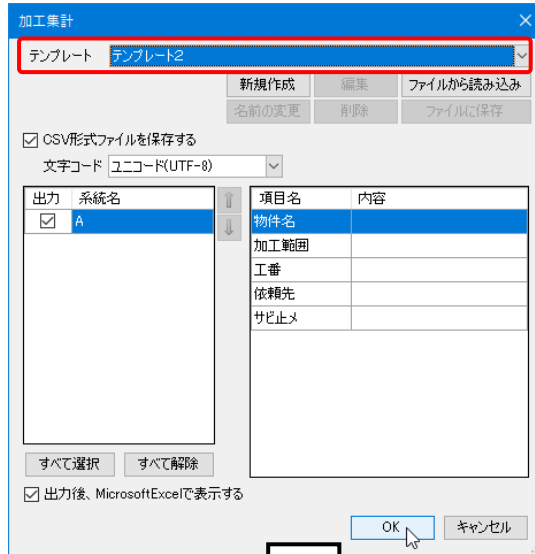 加工集計
テンプレート テンプレート2
新規作成 編集 ファイルから読み込み
名前の変更 削除 ファイルに保存
CSV形式ファイルを保存する
文字コード ユニコード(UTF-8)
出力 系統名
A
項目名 内容
物件名
加工範囲
工番
依頼先
サビ止メ
すべて選択 すべて解除
出力後、MicrosoftExcelで表示する
OK キャンセル